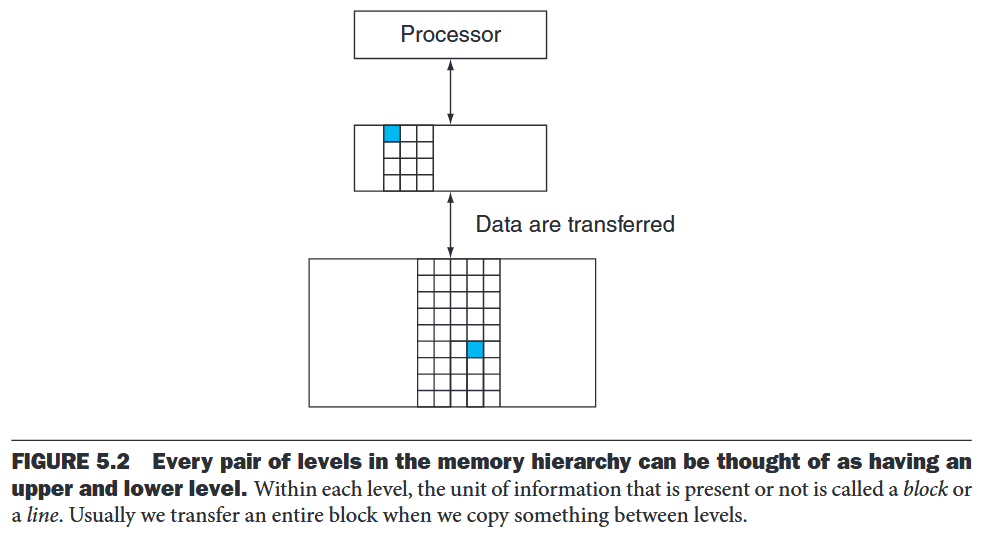 Processor
Data are transferred
FIGURE 5.2 Every pair of levels in the memory hierarchy can be thought of as having an
upper and lower level. Within each level, the unit of information that is present or not is called a block or
a line. Usually we transfer an entire block when we copy something between levels.